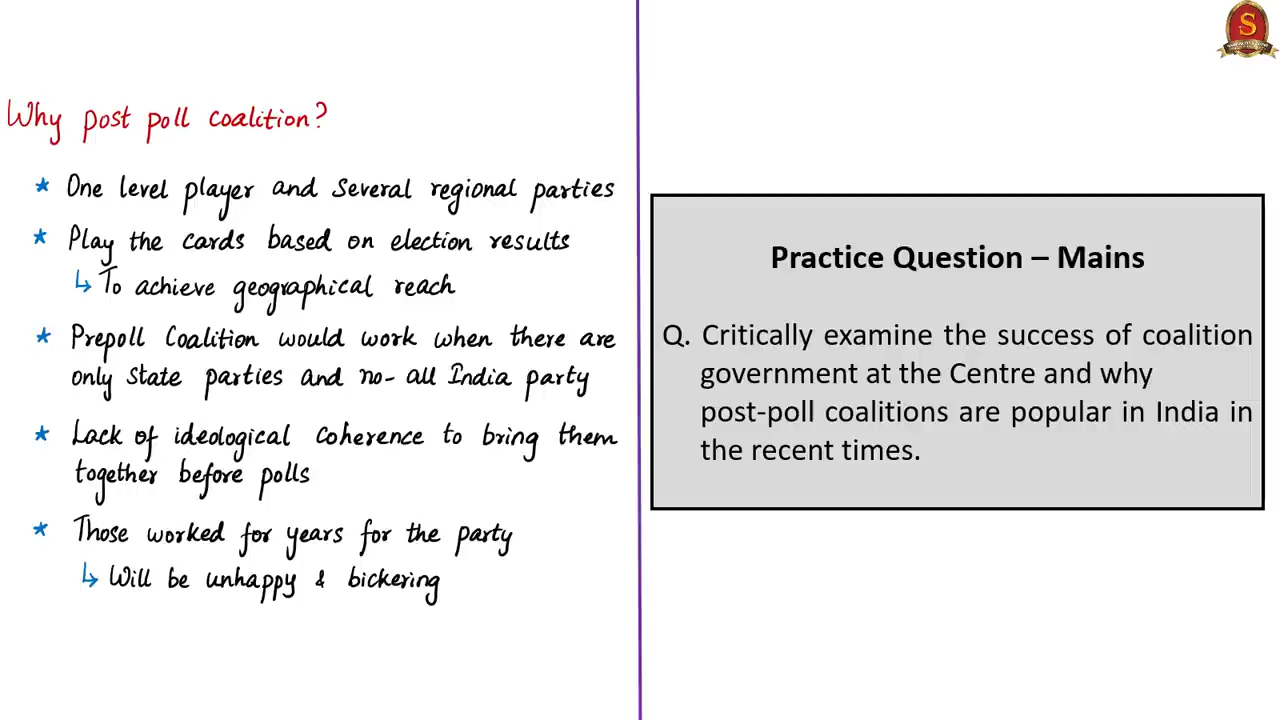 Why post poll coalition?
* One level player and several regional parties
* Play the cards based on election results
↳ To achieve geographical reach
* Prepoll Coalition would work when there are
only state parties and no-all India party
* Lack of ideological coherence to bring them
together before polls
* Those worked for years for the party
↳ Will be unhappy & bickering
S
Practice Question – Mains
Q. Critically examine the success of coalition
government at the Centre and why
post-poll coalitions are popular in India in
the recent times.